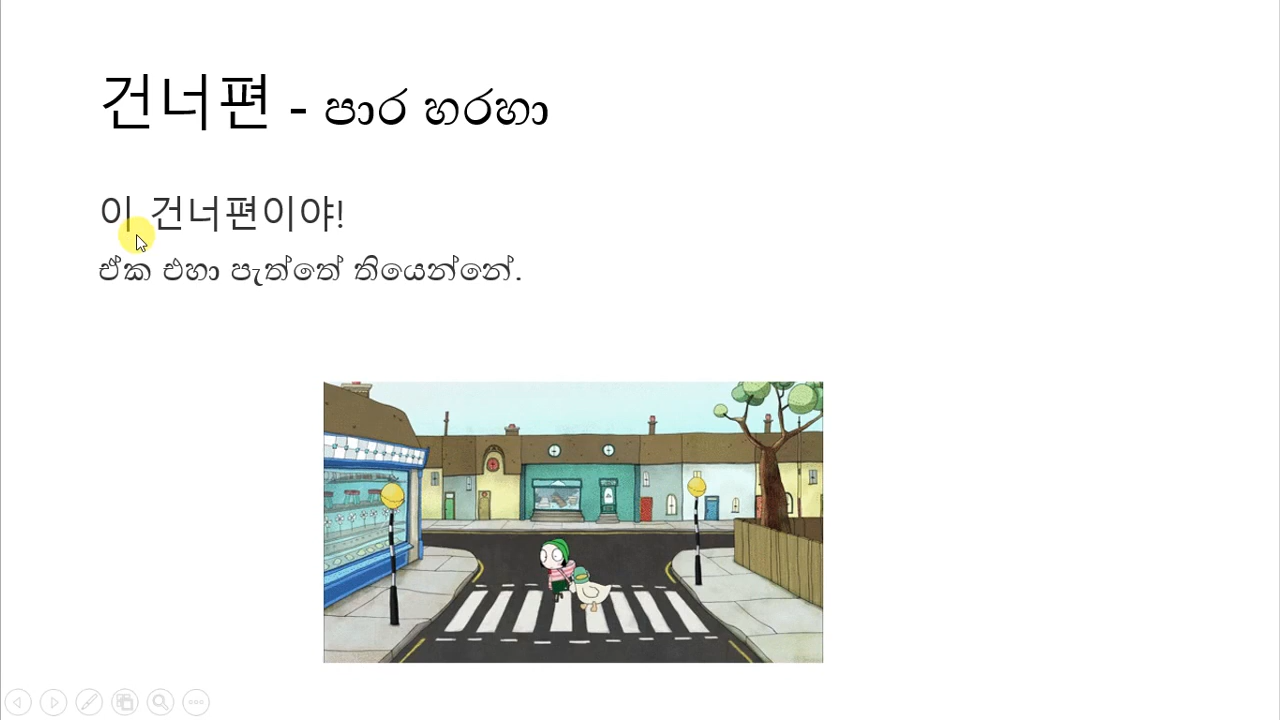 건너편 - පාර හරහා
이 건너편이야!
ඒක එහා පැත්තේ තියෙන්නේ.